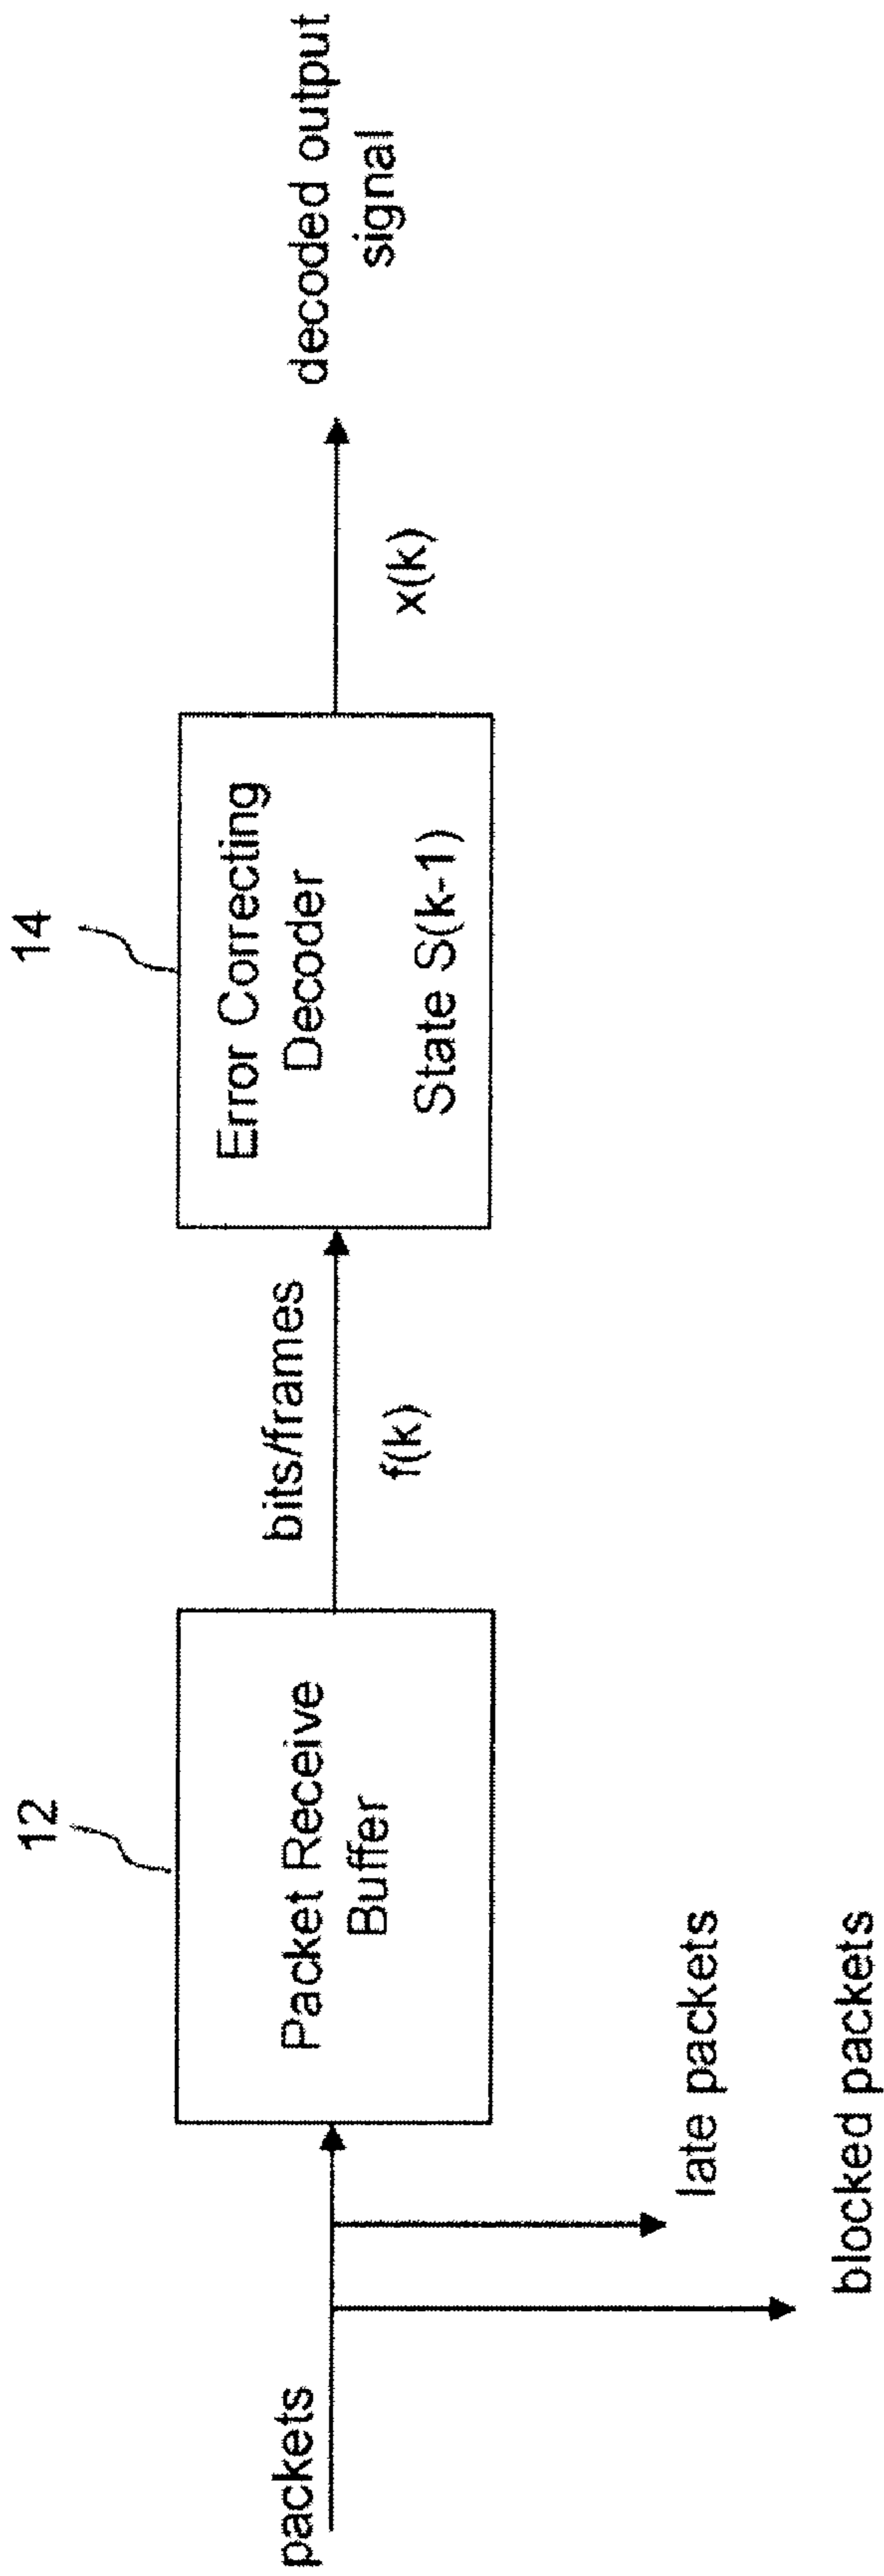 packets
blocked packets
late packets
12
Packet Receive
Buffer
bits/frames
f(k)
14
Error Correcting
Decoder
State S(k-1)
x(k)
decoded output
signal